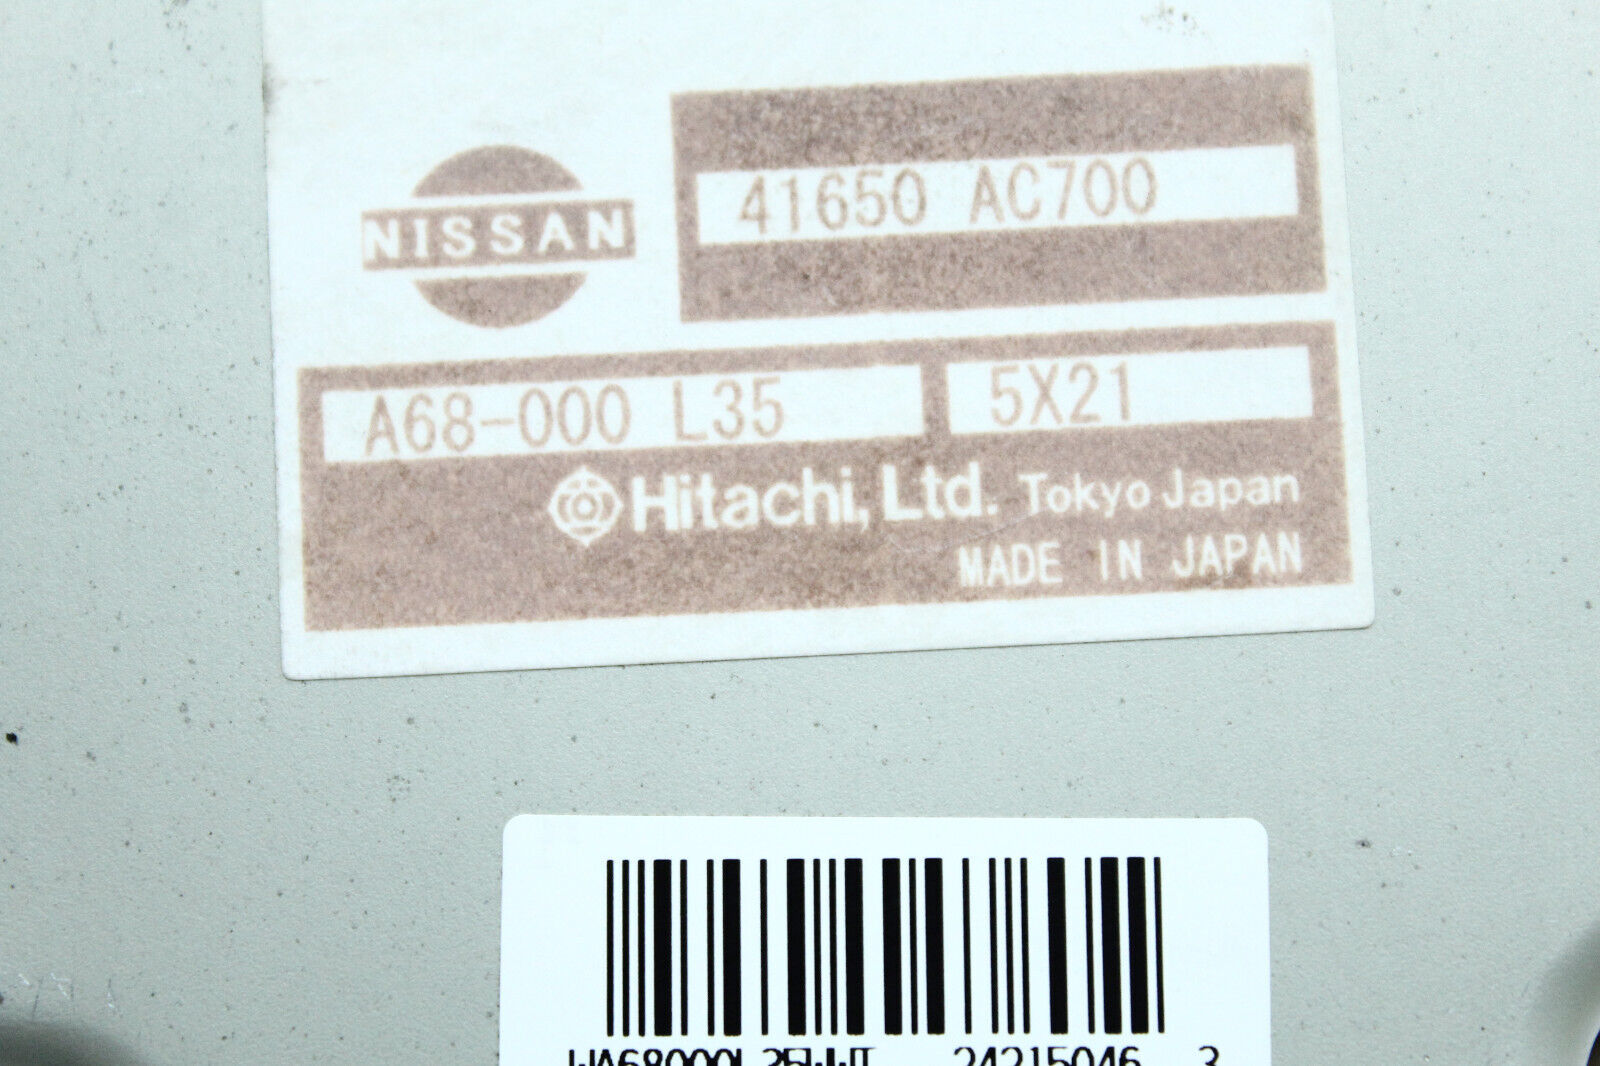 NISSAN
41650 AC700
A68-000 L35
5X21
Hitachi, Ltd. Tokyo Japan
MADE IN JAPAN
24215046 3